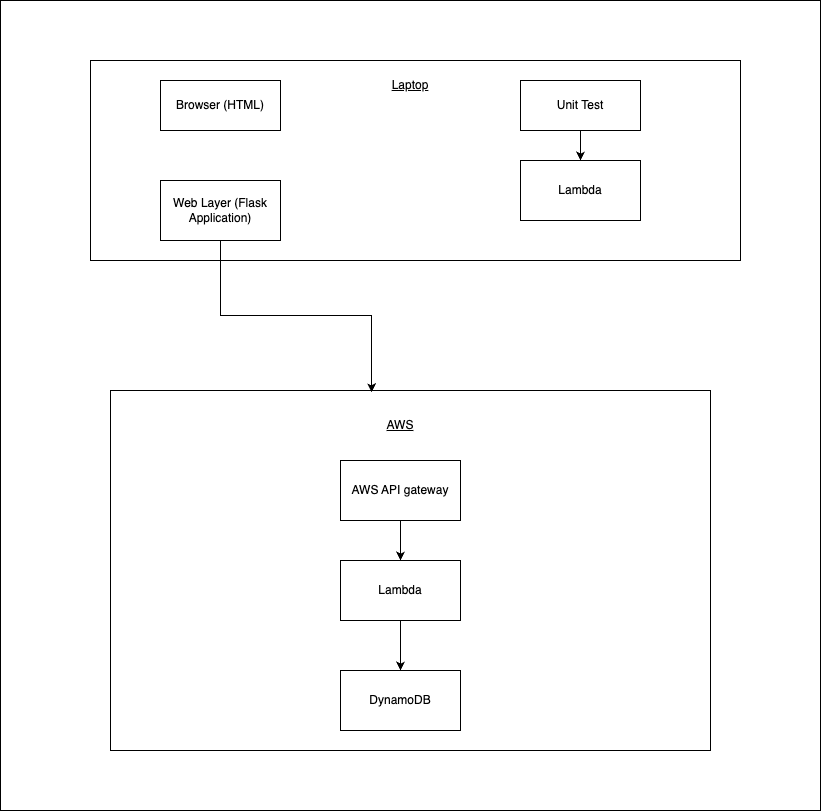 Laptop
Browser (HTML)
Unit Test
Lambda
Web Layer (Flask
Application)
AWS
AWS API gateway
Lambda
DynamoDB